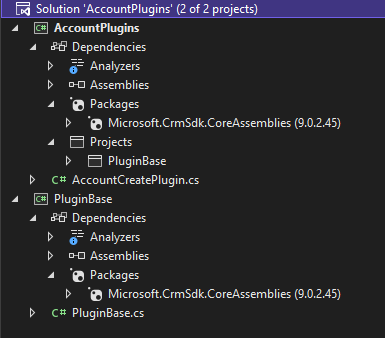 Solution 'AccountPlugins' (2 of 2 projects)
C# AccountPlugins
Dependencies
Analyzers
Assemblies
Packages
Microsoft.CrmSdk.CoreAssemblies (9.0.2.45)
Projects
PluginBase
C# AccountCreatePlugin.cs
C# PluginBase
Dependencies
Analyzers
Assemblies
Packages
Microsoft.CrmSdk.CoreAssemblies (9.0.2.45)
C# PluginBase.cs